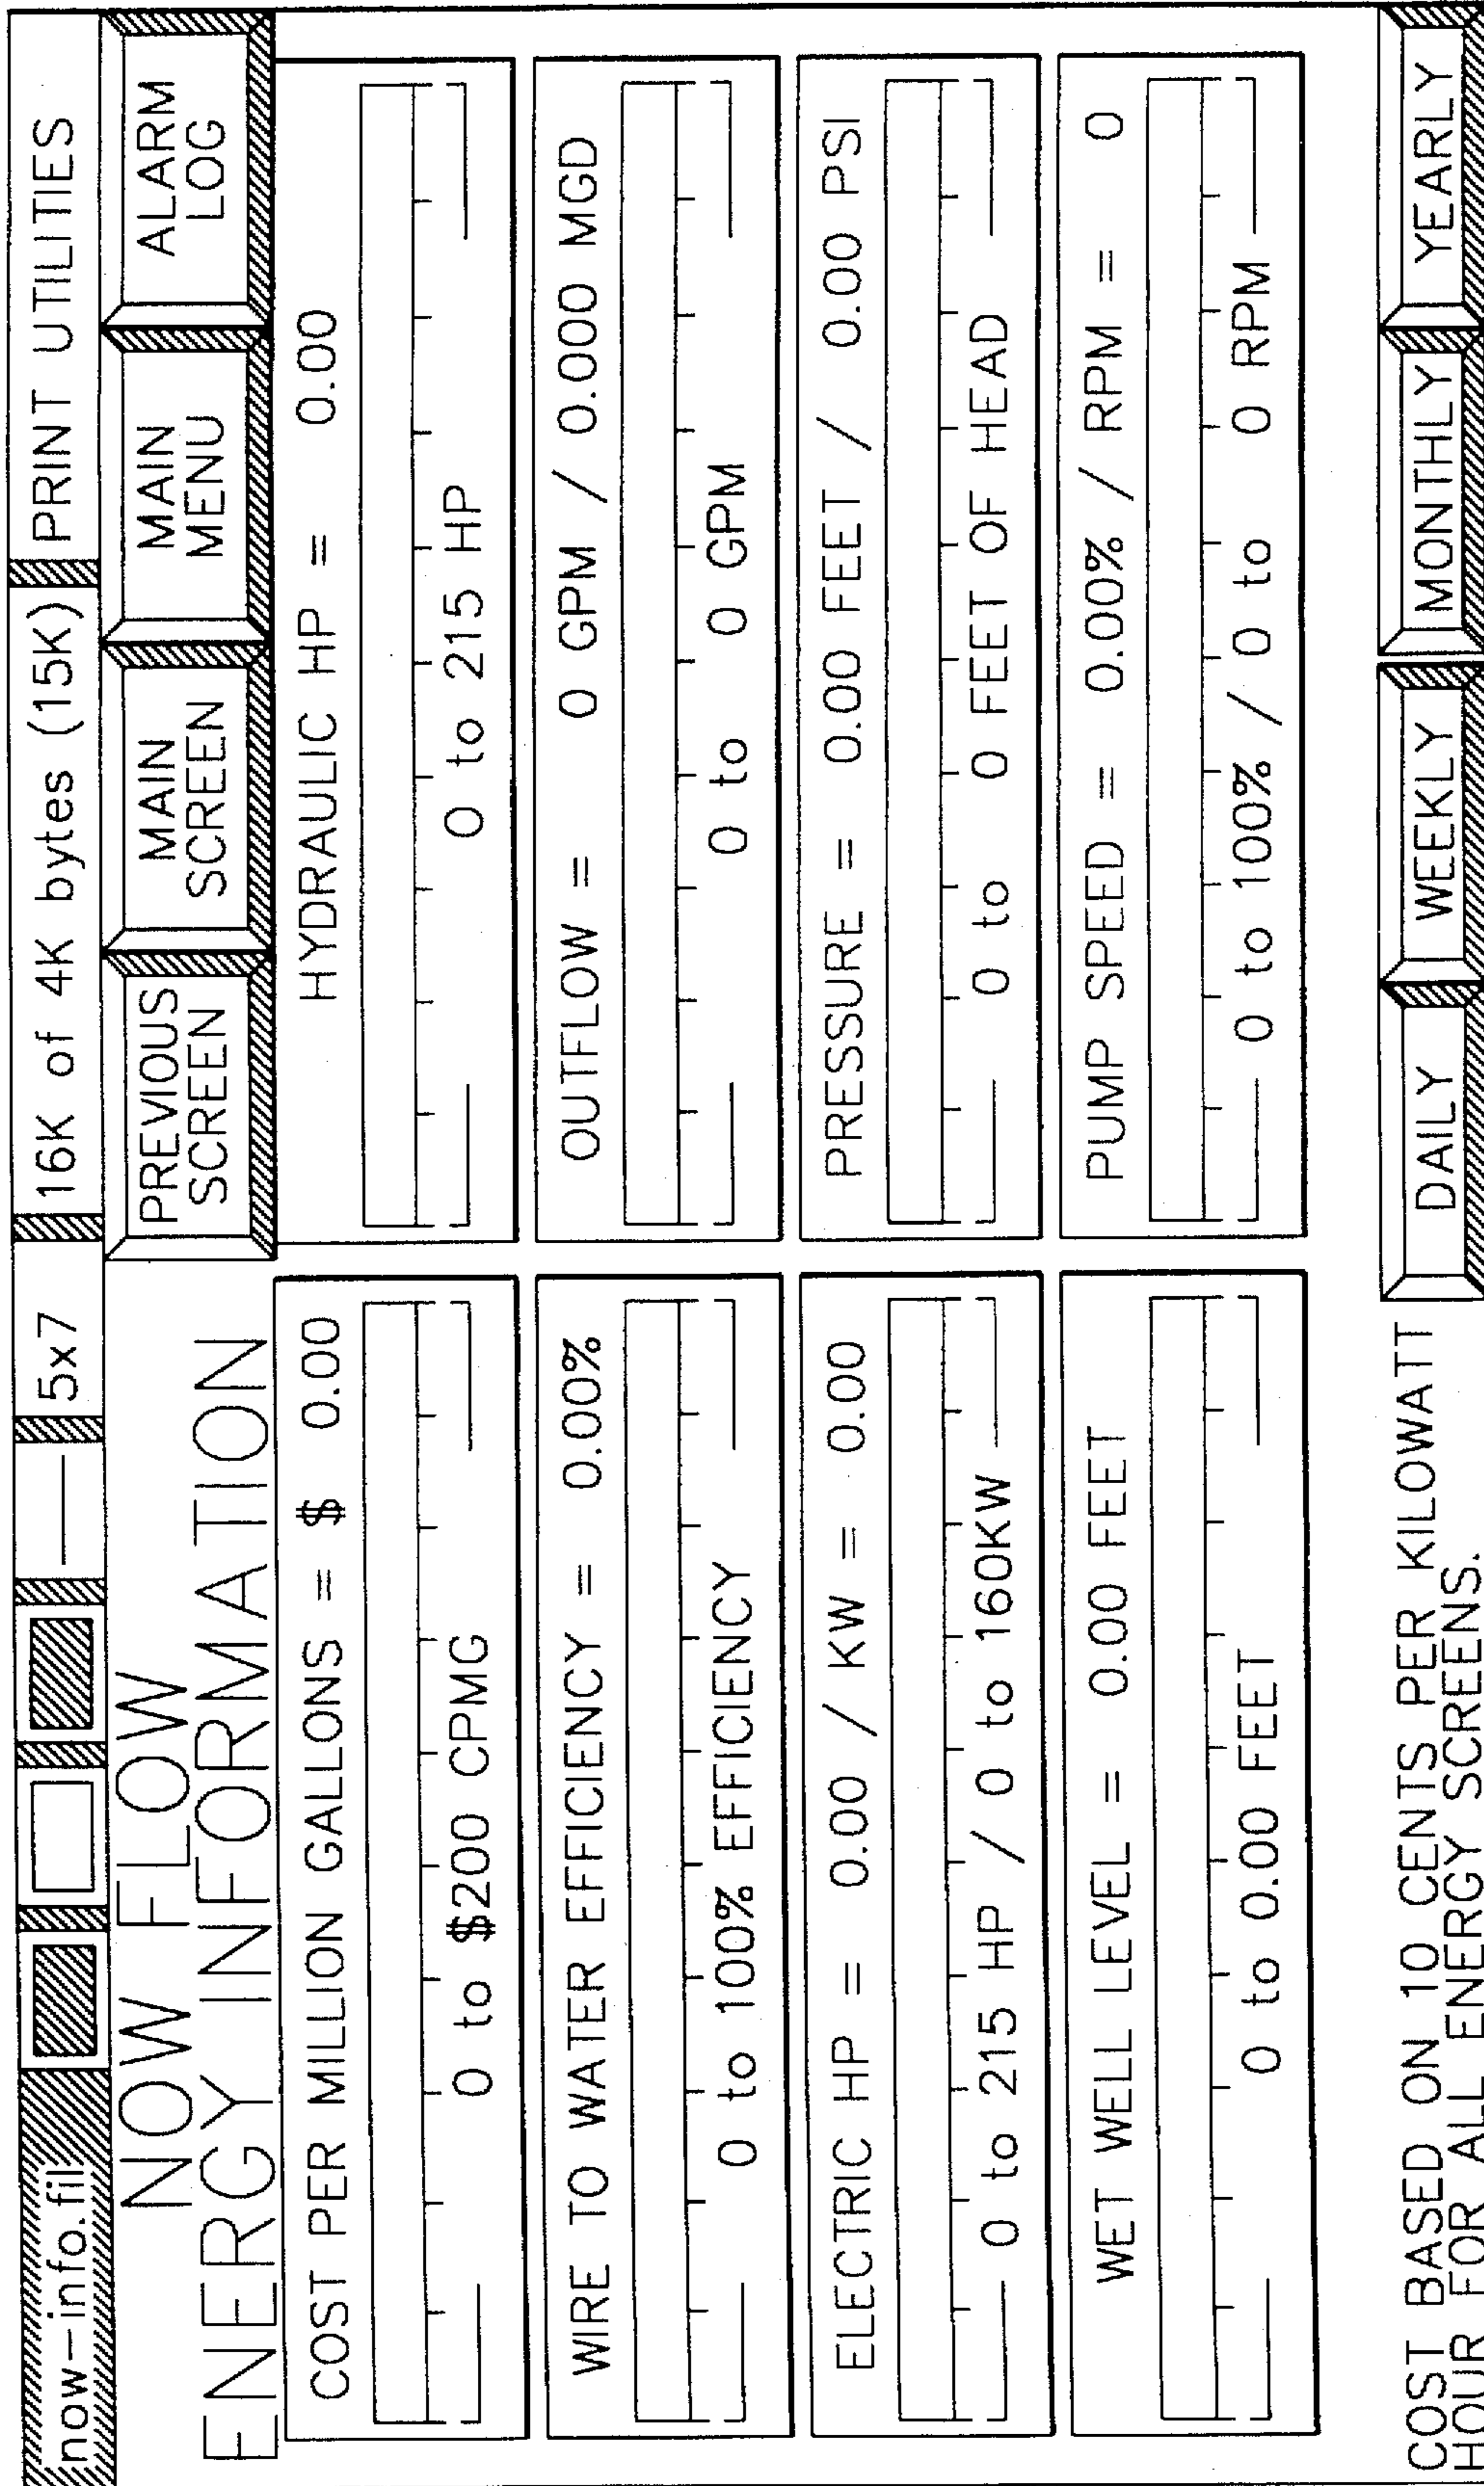 now-info.fil 5x7 16K of 4K bytes (15K) PRINT UTILITIES
NOW FLOW
ENERGY INFORMATION
PREVIOUS
SCREEN
MAIN
SCREEN
MAIN
MENU
ALARM
LOG
COST PER MILLION GALLONS = $ 0.00
0 to $200 CPMG
HYDRAULIC HP = 0.00
0 to 215 HP
WIRE TO WATER EFFICIENCY = 0.00%
0 to 100% EFFICIENCY
OUTFLOW = 0 GPM / 0.000 MGD
0 to 0 GPM
ELECTRIC HP = 0.00 / KW = 0.00
0 to 215 HP / 0 to 160KW
PRESSURE = 0.00 FEET / 0.00 PSI
0 to 0 FEET OF HEAD
WET WELL LEVEL = 0.00 FEET
0 to 0.00 FEET
PUMP SPEED = 0.00% / RPM = 0
0 to 100% / 0 to 0 RPM
COST BASED ON 10 CENTS PER KILOWATT
HOUR FOR ALL ENERGY SCREENS.
DAILY
WEEKLY
MONTHLY
YEARLY